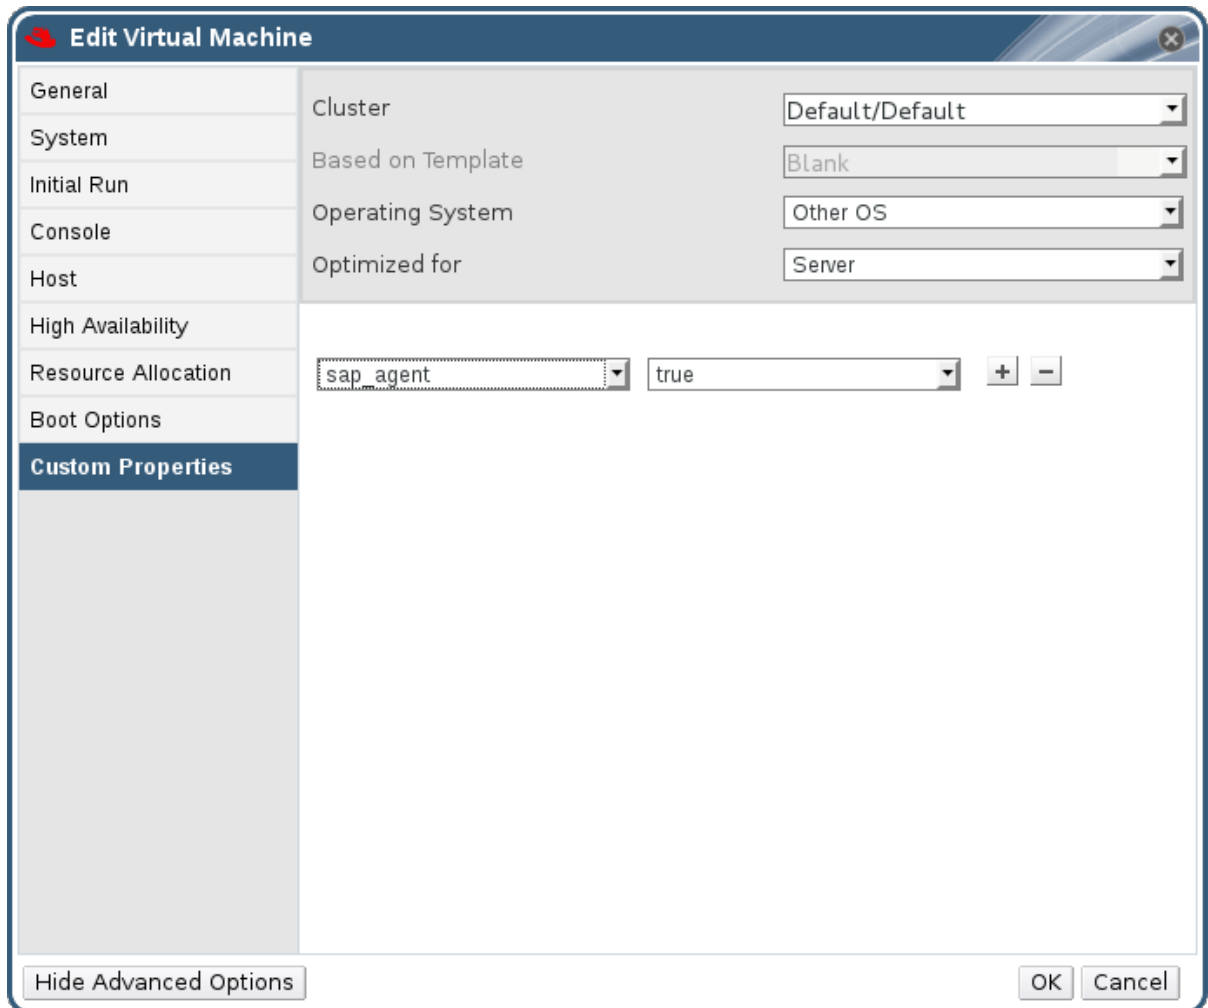 Edit Virtual Machine
General
System
Initial Run
Console
Host
High Availability
Resource Allocation
Boot Options
Custom Properties
Cluster Default/Default
Based on Template Blank
Operating System Other OS
Optimized for Server
sap_agent true + −
Hide Advanced Options OK Cancel